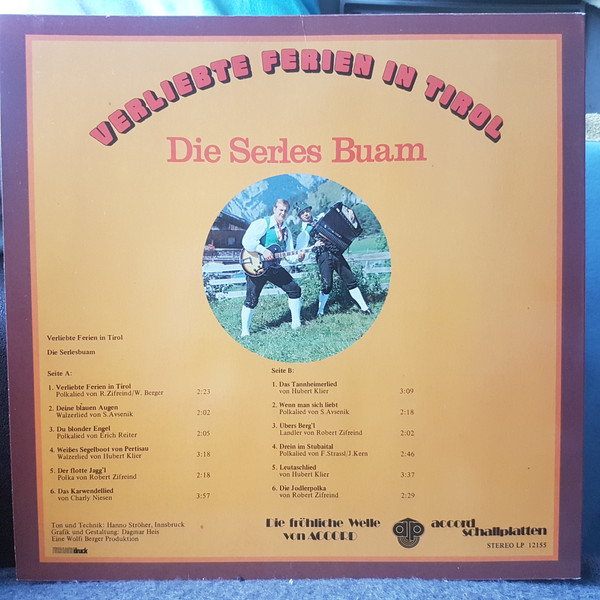 VERLIEBTE FERIEN IN TIROL
Die Serles Buam
Verliebte Ferien in Tirol
Die Serlesbuam
Seite A:
1. Verliebte Ferien in Tirol
Polkalied von R.Zifreind/W. Berger 2:23
2. Deine blauen Augen
Walzerlied von S.Avsenik 2:02
3. Du blonder Engel
Polkalied von Erich Reiter 2:05
4. Weißes Segelboot von Pertisau
Walzerlied von Hubert Klier 3:18
5. Der flotte Jagg'l
Polka von Robert Zifreind 2:18
6. Das Karwendellied
von Charly Niesen 3:57
Seite B:
1. Das Tannheimerlied
von Hubert Klier 3:09
2. Wenn man sich liebt
Polkalied von S.Avsenik 2:18
3. Übers Berg'l
Landler von Robert Zifreind 2:02
4. Drein im Stubaital
Polkalied von F.Strassl/J.Kern 2:46
5. Leutaschlied
von Hubert Klier 3:37
6. Die Jodlerpolka
von Robert Zifreind 2:29
Ton und Technik: Hanno Ströher, Innsbruck
Grafik und Gestaltung: Dagmar Heis
Eine Wolfi Berger Produktion
druck
Die fröhliche Welle
von ACCORD
accord
schallplatten
STEREO LP 12155